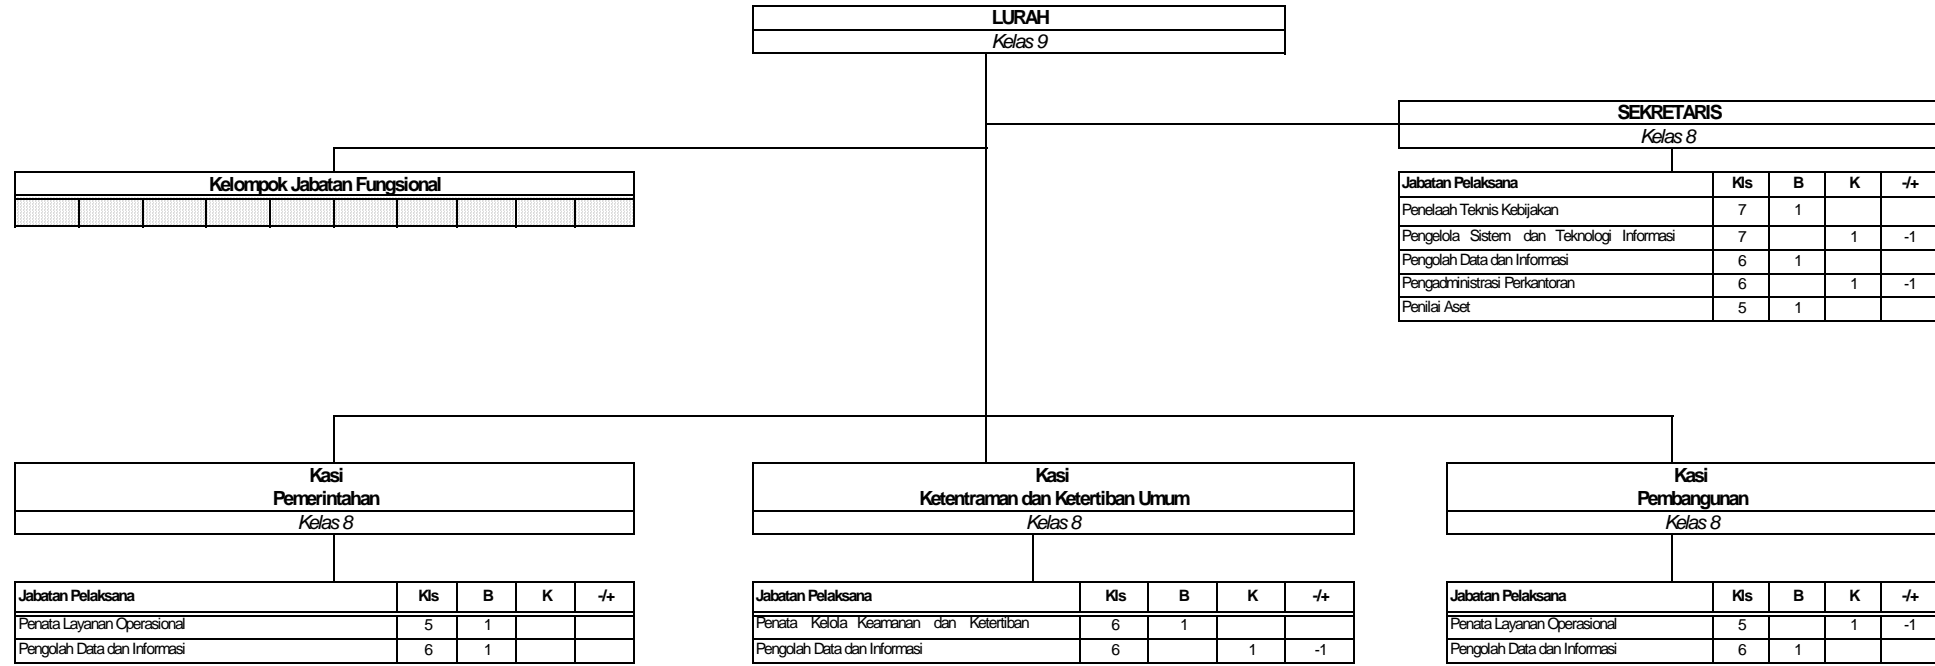 LURAH
Kelas 9
SEKRETARIS
Kelas 8
Kelompok Jabatan Fungsional
Jabatan Pelaksana Kls B K -/+
Penelaah Teknis Kebijakan 7 1
Pengelola Sistem dan Teknologi Informasi 7 1 -1
Pengolah Data dan Informasi 6 1
Pengadministrasi Perkantoran 6 1 -1
Penilai Aset 5 1
Kasi
Pemerintahan
Kelas 8
Jabatan Pelaksana Kls B K -/+
Penata Layanan Operasional 5 1
Pengolah Data dan Informasi 6 1
Kasi
Ketentraman dan Ketertiban Umum
Kelas 8
Jabatan Pelaksana Kls B K -/+
Penata Kelola Keamanan dan Ketertiban 6 1
Pengolah Data dan Informasi 6 1 -1
Kasi
Pembangunan
Kelas 8
Jabatan Pelaksana Kls B K -/+
Penata Layanan Operasional 5 1 -1
Pengolah Data dan Informasi 6 1